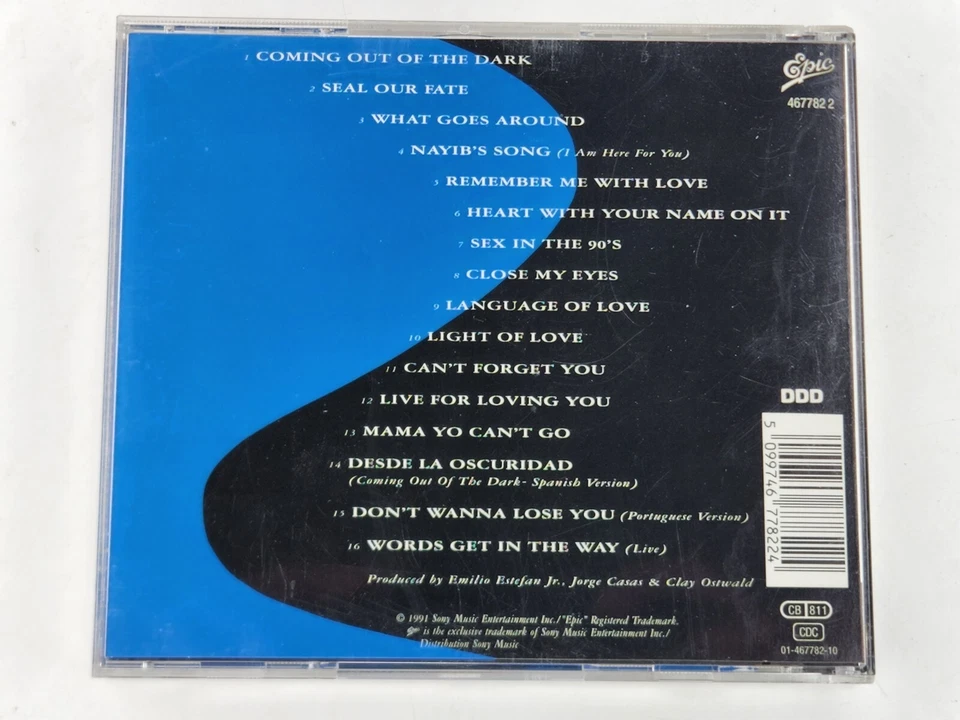 1 COMING OUT OF THE DARK
2 SEAL OUR FATE
3 WHAT GOES AROUND
4 NAYIB'S SONG (I Am Here For You)
5 REMEMBER ME WITH LOVE
6 HEART WITH YOUR NAME ON IT
7 SEX IN THE 90'S
8 CLOSE MY EYES
9 LANGUAGE OF LOVE
10 LIGHT OF LOVE
11 CAN'T FORGET YOU
12 LIVE FOR LOVING YOU
13 MAMA YO CAN'T GO
14 DESDE LA OSCURIDAD
(Coming Out Of The Dark- Spanish Version)
15 DON'T WANNA LOSE YOU (Portuguese Version)
16 WORDS GET IN THE WAY (Live)
Produced by Emilio Estefan Jr., Jorge Casas & Clay Ostwald
© 1991 Sony Music Entertainment Inc./"Epic" Registered Trademark.
Epic is the exclusive trademark of Sony Music Entertainment Inc./
Distribution Sony Music
Epic
467782 2
DDD
5 099746 778224
CB 811
CDC
01-467782-10